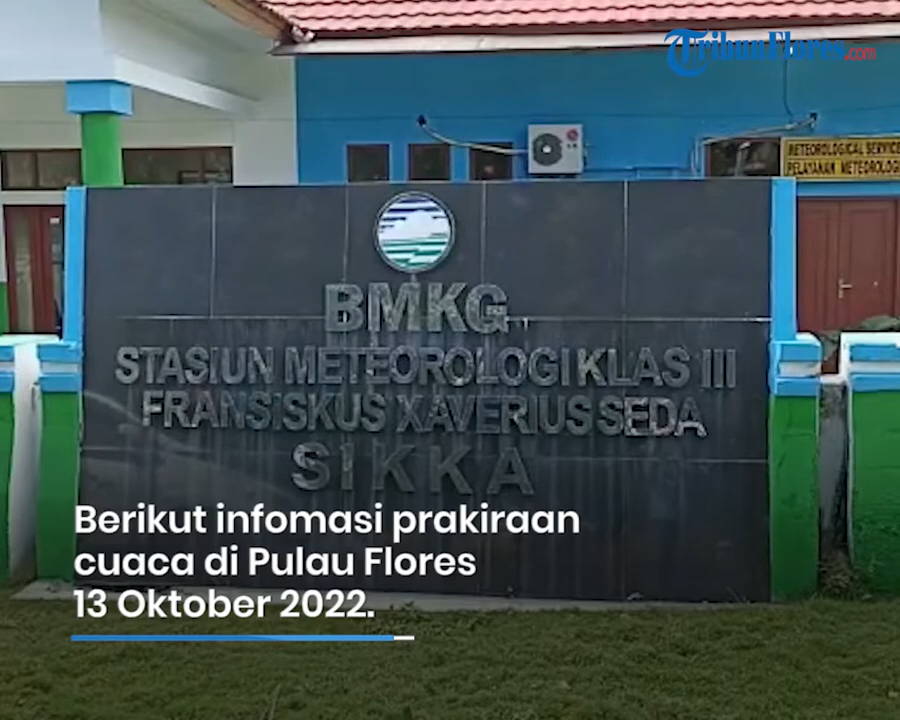 TribunFlores.com
METEOROLOGICAL SERVICE
PELAYANAN METEOROLOGI
BMKG
STASIUN METEOROLOGI KLAS III
FRANSISKUS XAVERIUS SEDA
SIKKA
Berikut infomasi prakiraan
cuaca di Pulau Flores
13 Oktober 2022.